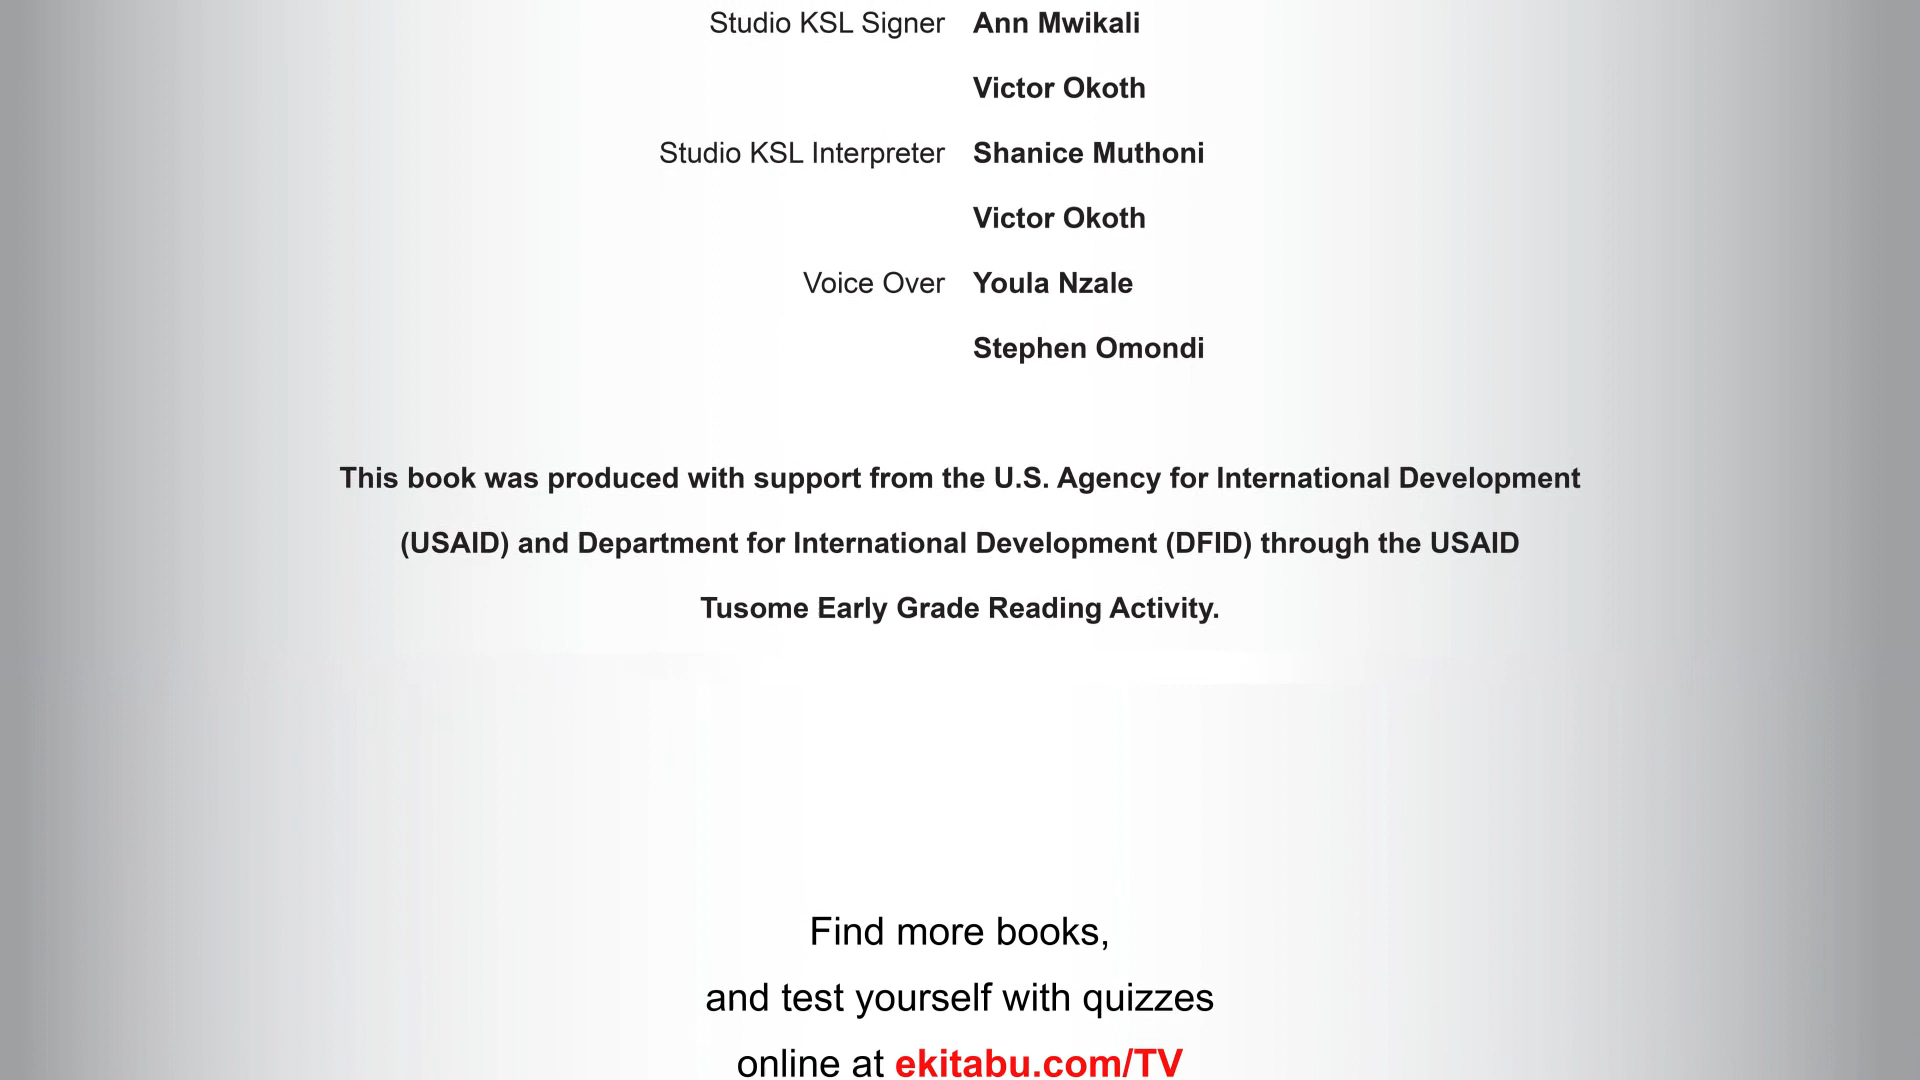 Studio KSL Signer Ann Mwikali
Victor Okoth
Studio KSL Interpreter Shanice Muthoni
Victor Okoth
Voice Over Youla Nzale
Stephen Omondi
This book was produced with support from the U.S. Agency for International Development
(USAID) and Department for International Development (DFID) through the USAID
Tusome Early Grade Reading Activity.
Find more books,
and test yourself with quizzes
online at ekitabu.com/TV